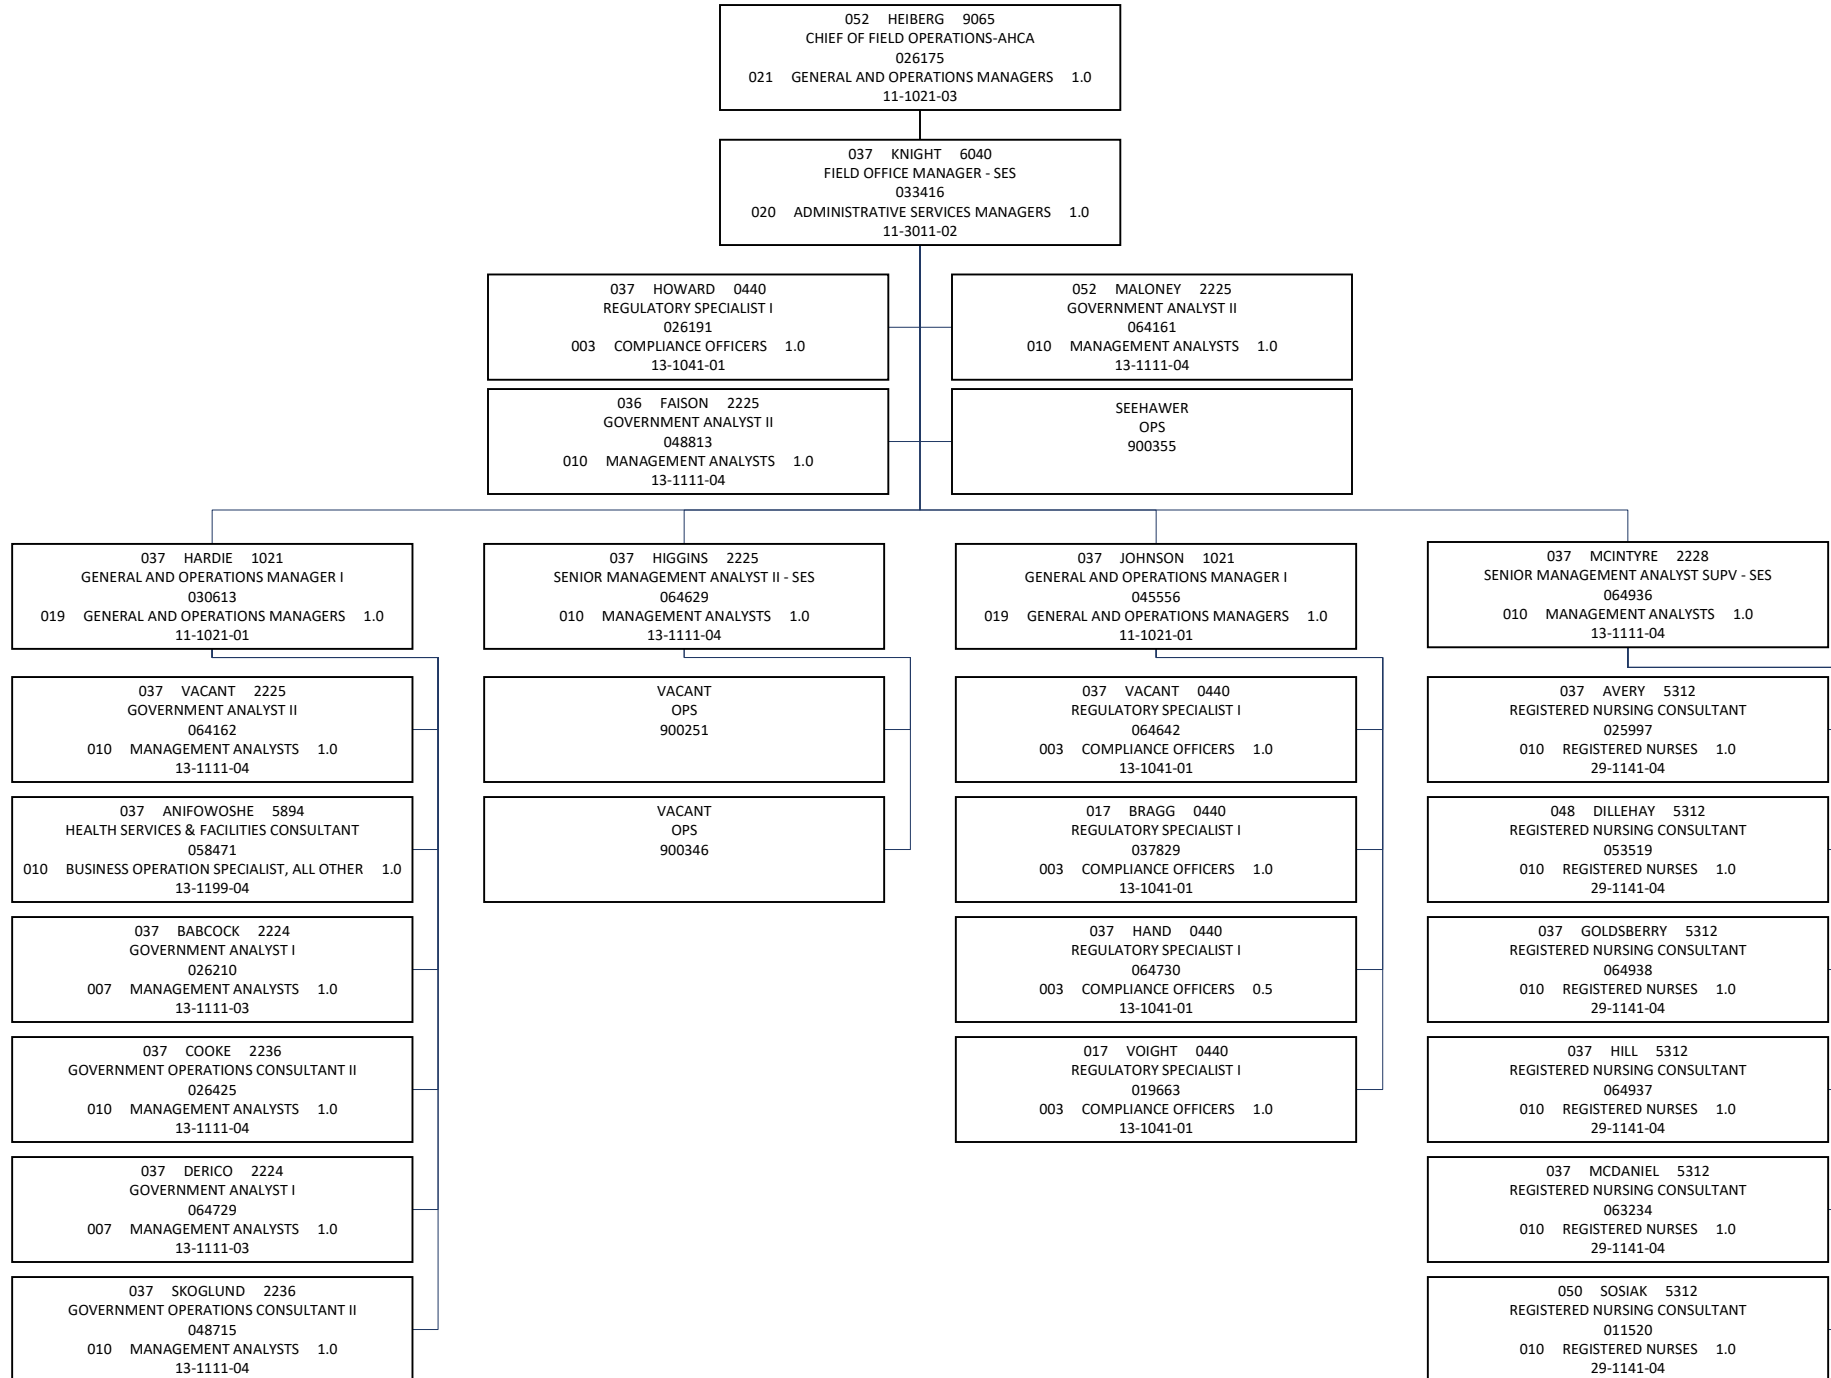 052 HEIBERG 9065
CHIEF OF FIELD OPERATIONS-AHCA
026175
021 GENERAL AND OPERATIONS MANAGERS 1.0
11-1021-03
037 KNIGHT 6040
FIELD OFFICE MANAGER - SES
033416
020 ADMINISTRATIVE SERVICES MANAGERS 1.0
11-3011-02
037 HOWARD 0440
REGULATORY SPECIALIST I
026191
003 COMPLIANCE OFFICERS 1.0
13-1041-01
052 MALONEY 2225
GOVERNMENT ANALYST II
064161
010 MANAGEMENT ANALYSTS 1.0
13-1111-04
036 FAISON 2225
GOVERNMENT ANALYST II
048813
010 MANAGEMENT ANALYSTS 1.0
13-1111-04
SEEHAWER
OPS
900355
037 HARDIE 1021
GENERAL AND OPERATIONS MANAGER I
030613
019 GENERAL AND OPERATIONS MANAGERS 1.0
11-1021-01
037 VACANT 2225
GOVERNMENT ANALYST II
064162
010 MANAGEMENT ANALYSTS 1.0
13-1111-04
037 ANIFOWOSHE 5894
HEALTH SERVICES & FACILITIES CONSULTANT
058471
010 BUSINESS OPERATION SPECIALIST, ALL OTHER 1.0
13-1199-04
037 BABCOCK 2224
GOVERNMENT ANALYST I
026210
007 MANAGEMENT ANALYSTS 1.0
13-1111-03
037 COOKE 2236
GOVERNMENT OPERATIONS CONSULTANT II
026425
010 MANAGEMENT ANALYSTS 1.0
13-1111-04
037 DERICO 2224
GOVERNMENT ANALYST I
064729
007 MANAGEMENT ANALYSTS 1.0
13-1111-03
037 SKOGLUND 2236
GOVERNMENT OPERATIONS CONSULTANT II
048715
010 MANAGEMENT ANALYSTS 1.0
13-1111-04
037 HIGGINS 2225
SENIOR MANAGEMENT ANALYST II - SES
064629
010 MANAGEMENT ANALYSTS 1.0
13-1111-04
VACANT
OPS
900251
VACANT
OPS
900346
037 JOHNSON 1021
GENERAL AND OPERATIONS MANAGER I
045556
019 GENERAL AND OPERATIONS MANAGERS 1.0
11-1021-01
037 VACANT 0440
REGULATORY SPECIALIST I
064642
003 COMPLIANCE OFFICERS 1.0
13-1041-01
017 BRAGG 0440
REGULATORY SPECIALIST I
037829
003 COMPLIANCE OFFICERS 1.0
13-1041-01
037 HAND 0440
REGULATORY SPECIALIST I
064730
003 COMPLIANCE OFFICERS 0.5
13-1041-01
017 VOIGHT 0440
REGULATORY SPECIALIST I
019663
003 COMPLIANCE OFFICERS 1.0
13-1041-01
037 MCINTYRE 2228
SENIOR MANAGEMENT ANALYST SUPV - SES
064936
010 MANAGEMENT ANALYSTS 1.0
13-1111-04
037 AVERY 5312
REGISTERED NURSING CONSULTANT
025997
010 REGISTERED NURSES 1.0
29-1141-04
048 DILLEHAY 5312
REGISTERED NURSING CONSULTANT
053519
010 REGISTERED NURSES 1.0
29-1141-04
037 GOLDSBERRY 5312
REGISTERED NURSING CONSULTANT
064938
010 REGISTERED NURSES 1.0
29-1141-04
037 HILL 5312
REGISTERED NURSING CONSULTANT
064937
010 REGISTERED NURSES 1.0
29-1141-04
037 MCDANIEL 5312
REGISTERED NURSING CONSULTANT
063234
010 REGISTERED NURSES 1.0
29-1141-04
050 SOSIAK 5312
REGISTERED NURSING CONSULTANT
011520
010 REGISTERED NURSES 1.0
29-1141-04